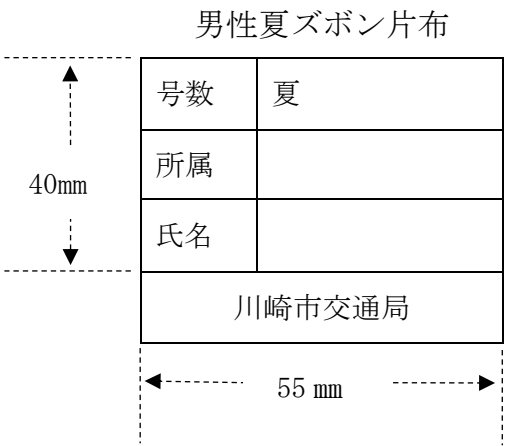 男性夏ズボン片布
号数 夏
所属
40mm
氏名
川崎市交通局
55 mm